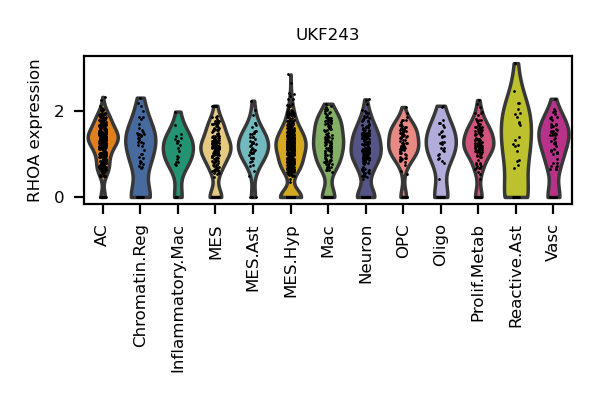 UKF243
RHOA expression
2
0
AC
Chromatin.Reg
Inflammatory.Mac
MES
MES.Ast
MES.Hyp
Mac
Neuron
OPC
Oligo
Prolif.Metab
Reactive.Ast
Vasc